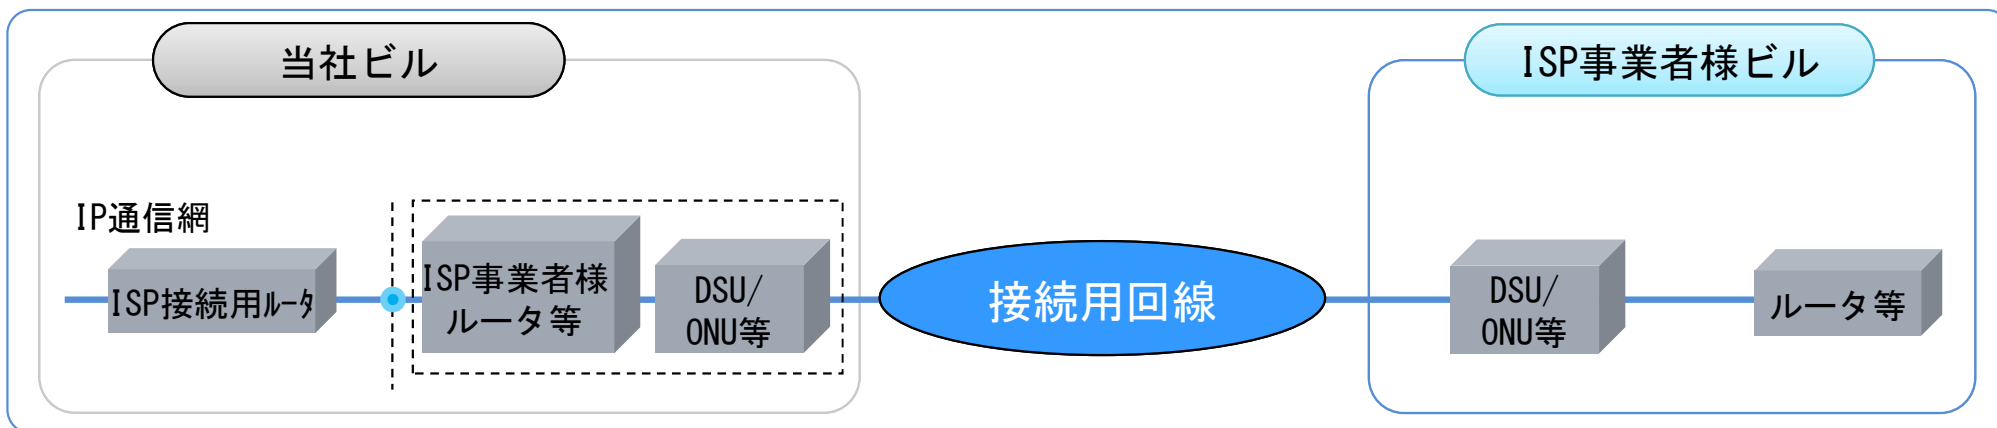 当社ビル
ISP事業者様ビル
IP通信網
ISP接続用ﾙｰﾀ
ISP事業者様
ルータ等
DSU/
ONU等
接続用回線
DSU/
ONU等
ルータ等